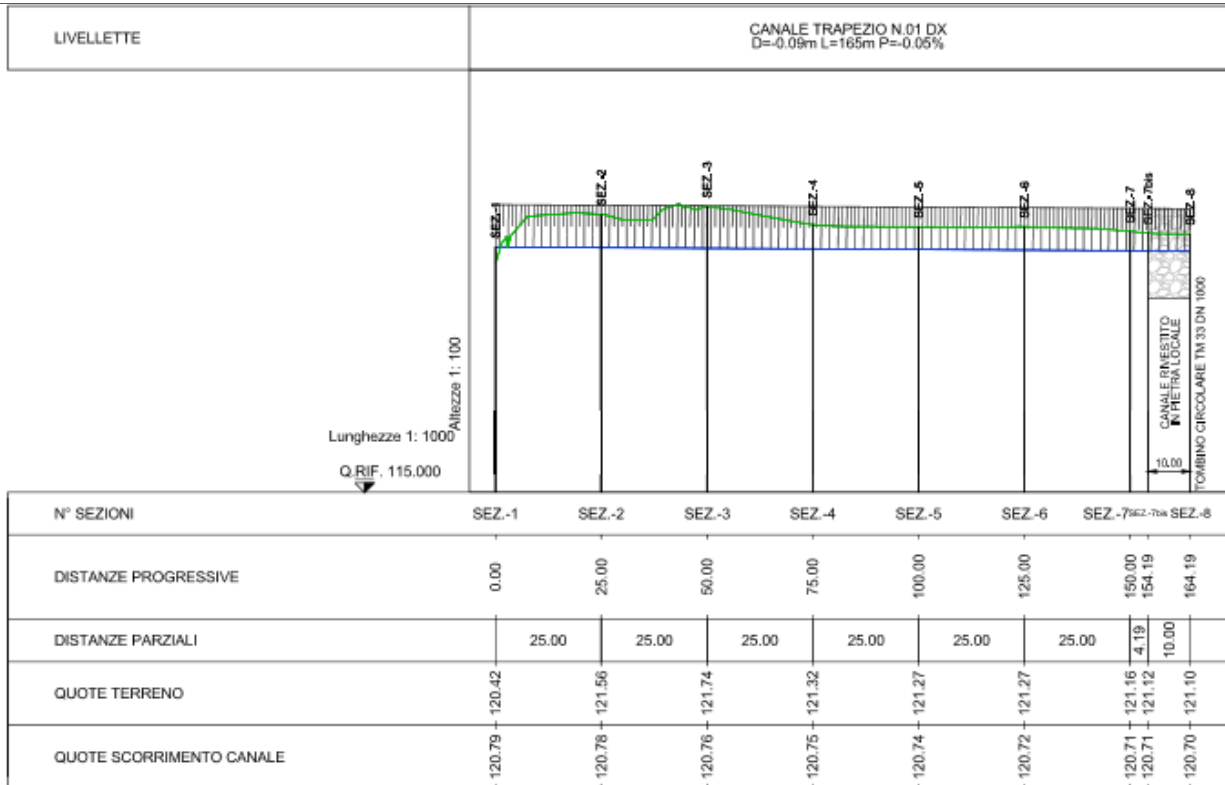 LIVELLETTE
CANALE TRAPEZIO N.01 DX
D=-0.09m L=165m P=-0.05%
SEZ.-1
SEZ.-2
SEZ.-3
SEZ.-4
SEZ.-5
SEZ.-6
SEZ.-7
SEZ.-7bis
SEZ.-8
Altezze 1: 100
Lunghezze 1: 1000
Q.RIF. 115.000
CANALE RIVESTITO
IN PIETRA LOCALE
10.00
TOMBINO CIRCOLARE TM 33 DN 1000
N° SEZIONI SEZ.-1 SEZ.-2 SEZ.-3 SEZ.-4 SEZ.-5 SEZ.-6 SEZ.-7 SEZ.-7bis SEZ.-8
DISTANZE PROGRESSIVE 0.00 25.00 50.00 75.00 100.00 125.00 150.00 154.19 164.19
DISTANZE PARZIALI 25.00 25.00 25.00 25.00 25.00 25.00 4.19 10.00
QUOTE TERRENO 120.42 121.56 121.74 121.32 121.27 121.27 121.16 121.12 121.10
QUOTE SCORRIMENTO CANALE 120.79 120.78 120.76 120.75 120.74 120.72 120.71 120.71 120.70